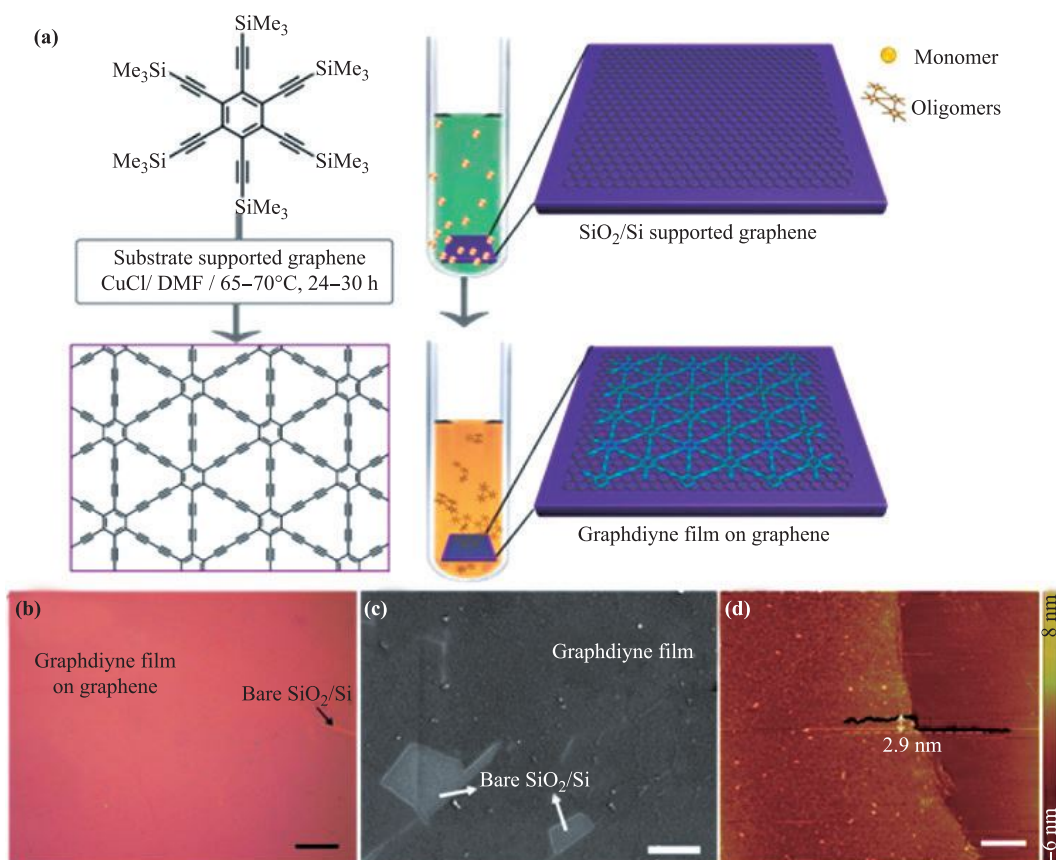 (a)
SiMe₃
Me₃Si
SiMe₃
Me₃Si
SiMe₃
SiMe₃
Substrate supported graphene
CuCl/ DMF / 65–70°C, 24–30 h
Monomer
Oligomers
SiO₂/Si supported graphene
Graphdiyne film on graphene
(b)
Graphdiyne film
on graphene
Bare SiO₂/Si
(c)
Graphdiyne film
Bare SiO₂/Si
(d)
2.9 nm
8 nm
−6 nm